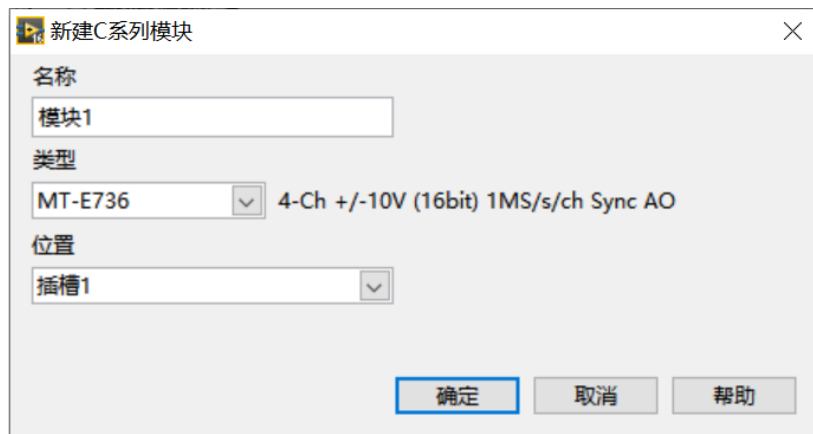 新建C系列模块
名称
模块1
类型
MT-E736 4-Ch +/-10V (16bit) 1MS/s/ch Sync AO
位置
插槽1
确定 取消 帮助